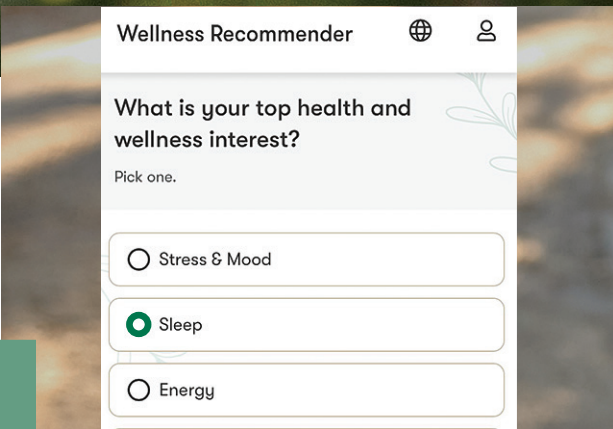 Wellness Recommender
What is your top health and
wellness interest?
Pick one.
Stress & Mood
Sleep
Energy